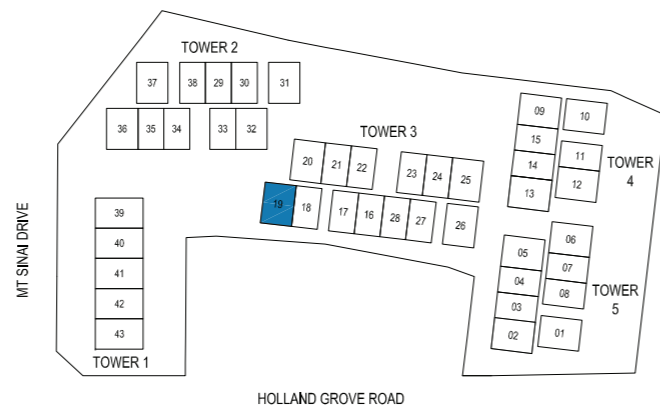 TOWER 2
37 38 29 30 31
36 35 34 33 32
TOWER 3
20 21 22 23 24 25
19 18 17 16 28 27 26
09 10
15 11
14 12
13
TOWER
4
05 06
04 07
03 08
02 01
TOWER
5
39
40
41
42
43
TOWER 1
MT SINAI DRIVE
HOLLAND GROVE ROAD